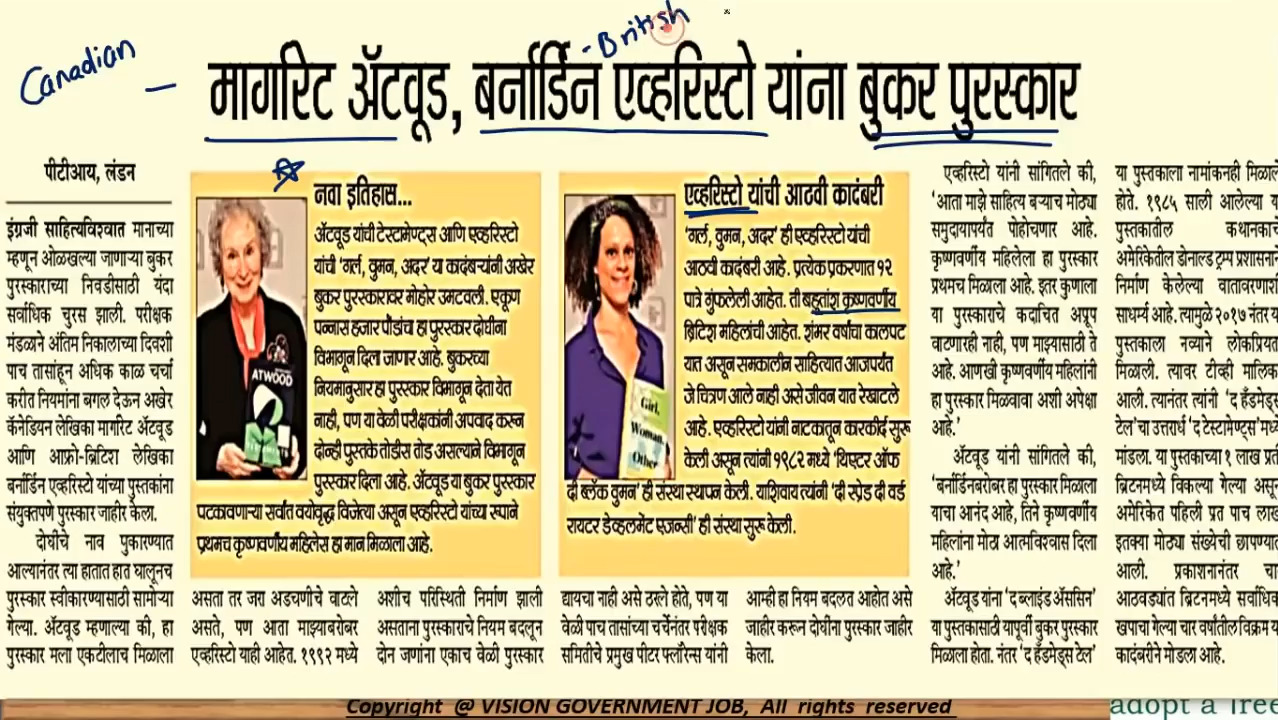 Canadian -
- British
मार्गारेट ॲटवूड, बर्नार्डिन एव्हरिस्टो यांना बुकर पुरस्कार
पीटीआय, लंडन
इंग्रजी साहित्यविश्वात मानाच्या
म्हणून ओळखल्या जाणाऱ्या बुकर
पुरस्काराच्या निवडीसाठी यंदा
सर्वाधिक चुरस झाली. परीक्षक
मंडळाने अंतिम निकालाच्या दिवशी
पाच तासांहून अधिक काळ चर्चा
करीत नियमांना बगल देऊन अखेर
कॅनेडियन लेखिका मार्गारेट ॲटवूड
आणि आफ्रो-ब्रिटिश लेखिका
बर्नार्डिन एव्हरिस्टो यांच्या पुस्तकांना
संयुक्तपणे पुरस्कार जाहीर केला.
दोघींचे नाव पुकारण्यात
आल्यानंतर त्या हातात हात घालूनच
पुरस्कार स्वीकारण्यासाठी सामोऱ्या
गेल्या. ॲटवूड म्हणाल्या की, हा
पुरस्कार मला एकटीलाच मिळाला
नवा इतिहास...
ॲटवूड यांची टेस्टामेण्ट्स आणि एव्हरिस्टो
यांची ‘गर्ल, वुमन, अदर’ या कादंबऱ्यांनी अखेर
बुकर पुरस्कारावर मोहोर उमटवली. एकूण
पन्नास हजार पौंडांचा हा पुरस्कार दोघींना
विभागून दिला जाणार आहे. बुकरच्या
नियमानुसार हा पुरस्कार विभागून देता येत
नाही, पण या वेळी परीक्षकांनी अपवाद करून
दोन्ही पुस्तके तोडीस तोड असल्याने विभागून
पुरस्कार दिला आहे. ॲटवूड या बुकर पुरस्कार
पटकावणाऱ्या सर्वांत वयोवृद्ध विजेत्या असून एव्हरिस्टो यांच्या रूपाने
प्रथमच कृष्णवर्णीय महिलेस हा मान मिळाला आहे.
ATWOOD
असता तर जरा अडचणीचे वाटले
असते, पण आता माझ्याबरोबर
एव्हरिस्टो याही आहेत. १९९२ मध्ये
अशीच परिस्थिती निर्माण झाली
असताना पुरस्काराचे नियम बदलून
दोन जणांना एकाच वेळी पुरस्कार
एव्हरिस्टो यांची आठवी कादंबरी
‘गर्ल, वुमन, अदर’ ही एव्हरिस्टो यांची
आठवी कादंबरी आहे. प्रत्येक प्रकरणात १२
पात्रे गुंफलेली आहेत. ती बहुतांश कृष्णवर्णीय
ब्रिटिश महिलांची आहेत. शंभर वर्षांचा कालपट
यात असून समकालीन साहित्यात आजपर्यंत
जे चित्रण आले नाही असे जीवन यात रेखाटले
आहे. एव्हरिस्टो यांनी नाटकातून कारकीर्द सुरू
केली असून त्यांनी १९८२ मध्ये ‘थिएटर ऑफ
दी ब्लॅक वुमन’ ही संस्था स्थापन केली. याशिवाय त्यांनी ‘दी स्प्रेड दी वर्ड
रायटर डेव्हलमेंट एजन्सी’ ही संस्था सुरू केली.
Girl,
Woman,
Other
द्यायचा नाही असे ठरले होते, पण या
वेळी पाच तासांच्या चर्चेनंतर परीक्षक
समितीचे प्रमुख पीटर फ्लॉरेन्स यांनी
आम्ही हा नियम बदलत आहोत असे
जाहीर करून दोघींना पुरस्कार जाहीर
केला.
एव्हरिस्टो यांनी सांगितले की,
‘आता माझे साहित्य बऱ्याच मोठ्या
समुदायापर्यंत पोहोचणार आहे.
कृष्णवर्णीय महिलेला हा पुरस्कार
प्रथमच मिळाला आहे. इतर कुणाला
या पुरस्काराचे कदाचित अप्रूप
वाटणारही नाही, पण माझ्यासाठी ते
आहे. आणखी कृष्णवर्णीय महिलांनी
हा पुरस्कार मिळवावा अशी अपेक्षा
आहे.’
ॲटवूड यांनी सांगितले की,
‘बर्नार्डिनबरोबर हा पुरस्कार मिळाला
याचा आनंद आहे, तिने कृष्णवर्णीय
महिलांना मोठा आत्मविश्वास दिला
आहे.’
ॲटवूड यांना ‘द ब्लाइंड ॲससिन’
या पुस्तकासाठी यापूर्वी बुकर पुरस्कार
मिळाला होता. नंतर ‘द हँडमेड्स टेल’
या पुस्तकाला नामांकनही मिळाले
होते. १९८५ साली आलेल्या या
पुस्तकातील कथानकाचे
अमेरिकेतील डोनाल्ड ट्रम्प प्रशासनाने
निर्माण केलेल्या वातावरणाशी
साधर्म्य आहे. त्यामुळे २०१७ नंतर या
पुस्तकाला नव्याने लोकप्रियता
मिळाली. त्यावर टीव्ही मालिका
आली. त्यानंतर त्यांनी ‘द हँडमेड्स
टेल’चा उत्तरार्ध ‘द टेस्टामेण्ट्स’मध्ये
मांडला. या पुस्तकाच्या १ लाख प्रती
ब्रिटनमध्ये विकल्या गेल्या असून
अमेरिकेत पहिली प्रत पाच लाख
इतक्या मोठ्या संख्येची छापण्यात
आली. प्रकाशनानंतर चार
आठवड्यांत ब्रिटनमध्ये सर्वाधिक
खपाचा गेल्या चार वर्षांतील विक्रम या
कादंबरीने मोडला आहे.
Copyright @ VISION GOVERNMENT JOB, All rights reserved
adopt a Tree